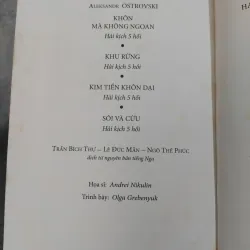 ALEKSANDR OSTROVSKI
KHÔN
MÀ KHÔNG NGOAN
Hài kịch 5 hồi
•
KHU RỪNG
Hài kịch 5 hồi
•
KIM TIỀN KHÔN DẠI
Hài kịch 5 hồi
•
SÓI VÀ CỪU
Hài kịch 5 hồi
TRẦN BÍCH THƯ – LÊ ĐỨC MẪN – NGÔ THẾ PHÚC
dịch từ nguyên bản tiếng Nga
Họa sĩ: Andrei Nikulin
Trình bày: Olga Grebenyuk